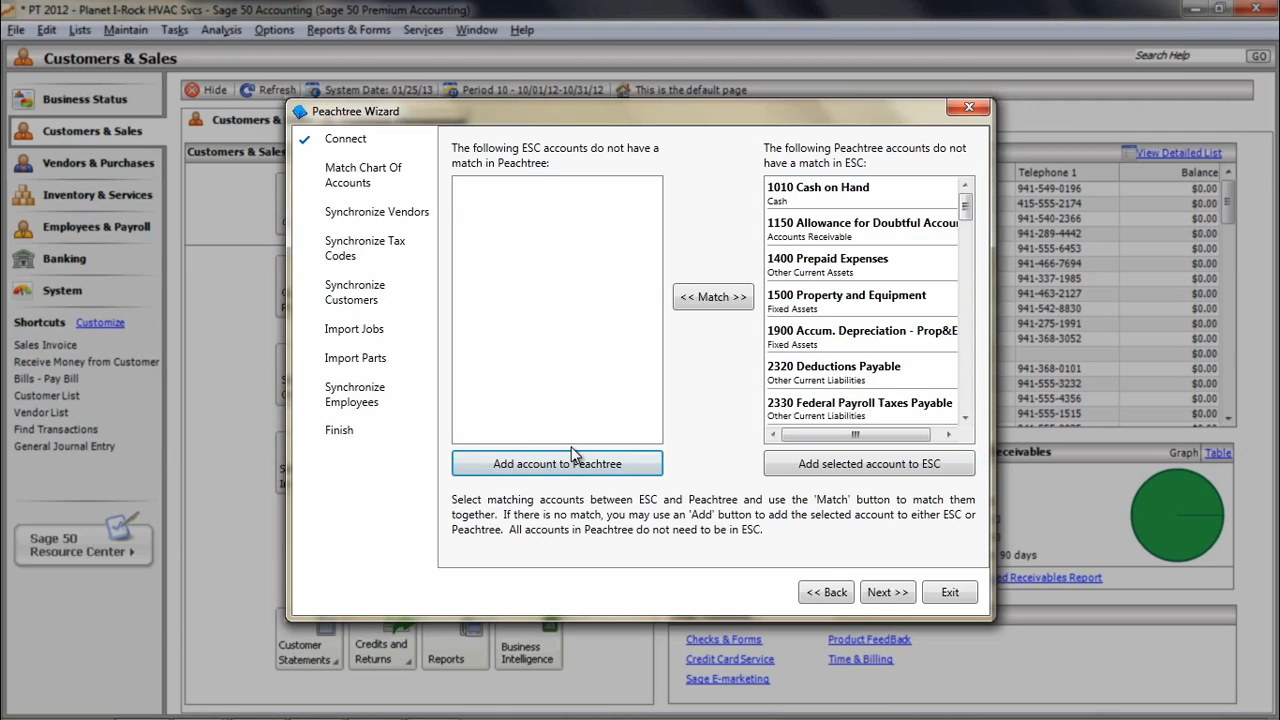 * PT 2012 - Planet I-Rock HVAC Svcs - Sage 50 Accounting (Sage 50 Premium Accounting)
File Edit Lists Maintain Tasks Analysis Options Reports & Forms Services Window Help
Customers & Sales
Search Help
GO
Business Status
Customers & Sales
Vendors & Purchases
Inventory & Services
Employees & Payroll
Banking
System
Shortcuts Customize
Sales Invoice
Receive Money from Customer
Bills - Pay Bill
Customer List
Vendor List
Find Transactions
General Journal Entry
Sage 50
Resource Center
Hide Refresh System Date: 01/25/13 Period 10 - 10/01/12-10/31/12 This is the default page
Customers &
Customers & Sales
Peachtree Wizard
Connect
Match Chart Of
Accounts
Synchronize Vendors
Synchronize Tax
Codes
Synchronize
Customers
Import Jobs
Import Parts
Synchronize
Employees
Finish
The following ESC accounts do not have a
match in Peachtree:
Add account to Peachtree
<< Match >>
The following Peachtree accounts do not
have a match in ESC:
1010 Cash on Hand
Cash
1150 Allowance for Doubtful Accou
Accounts Receivable
1400 Prepaid Expenses
Other Current Assets
1500 Property and Equipment
Fixed Assets
1900 Accum. Depreciation - Prop&E
Fixed Assets
2320 Deductions Payable
Other Current Liabilities
2330 Federal Payroll Taxes Payable
Other Current Liabilities
Add selected account to ESC
Select matching accounts between ESC and Peachtree and use the 'Match' button to match them
together. If there is no match, you may use an 'Add' button to add the selected account to either ESC or
Peachtree. All accounts in Peachtree do not need to be in ESC.
<< Back Next >> Exit
View Detailed List
Telephone 1 Balance
941-549-0196 $0.00
415-555-2174 $0.00
941-540-2366 $0.00
941-289-4442 $0.00
941-555-6453 $0.00
941-466-7694 $0.00
941-337-1985 $0.00
941-463-2127 $0.00
941-542-8830 $0.00
941-275-1991 $0.00
941-368-3052 $0.00
$0.00
941-368-0101 $0.00
941-555-3232 $0.00
941-555-4356 $0.00
941-555-1515 $0.00
eceivables Graph Table
90 days
d Receivables Report
Customer
Statements
Credits and
Returns
Reports
Business
Intelligence
Checks & Forms
Credit Card Service
Sage E-marketing
Product FeedBack
Time & Billing